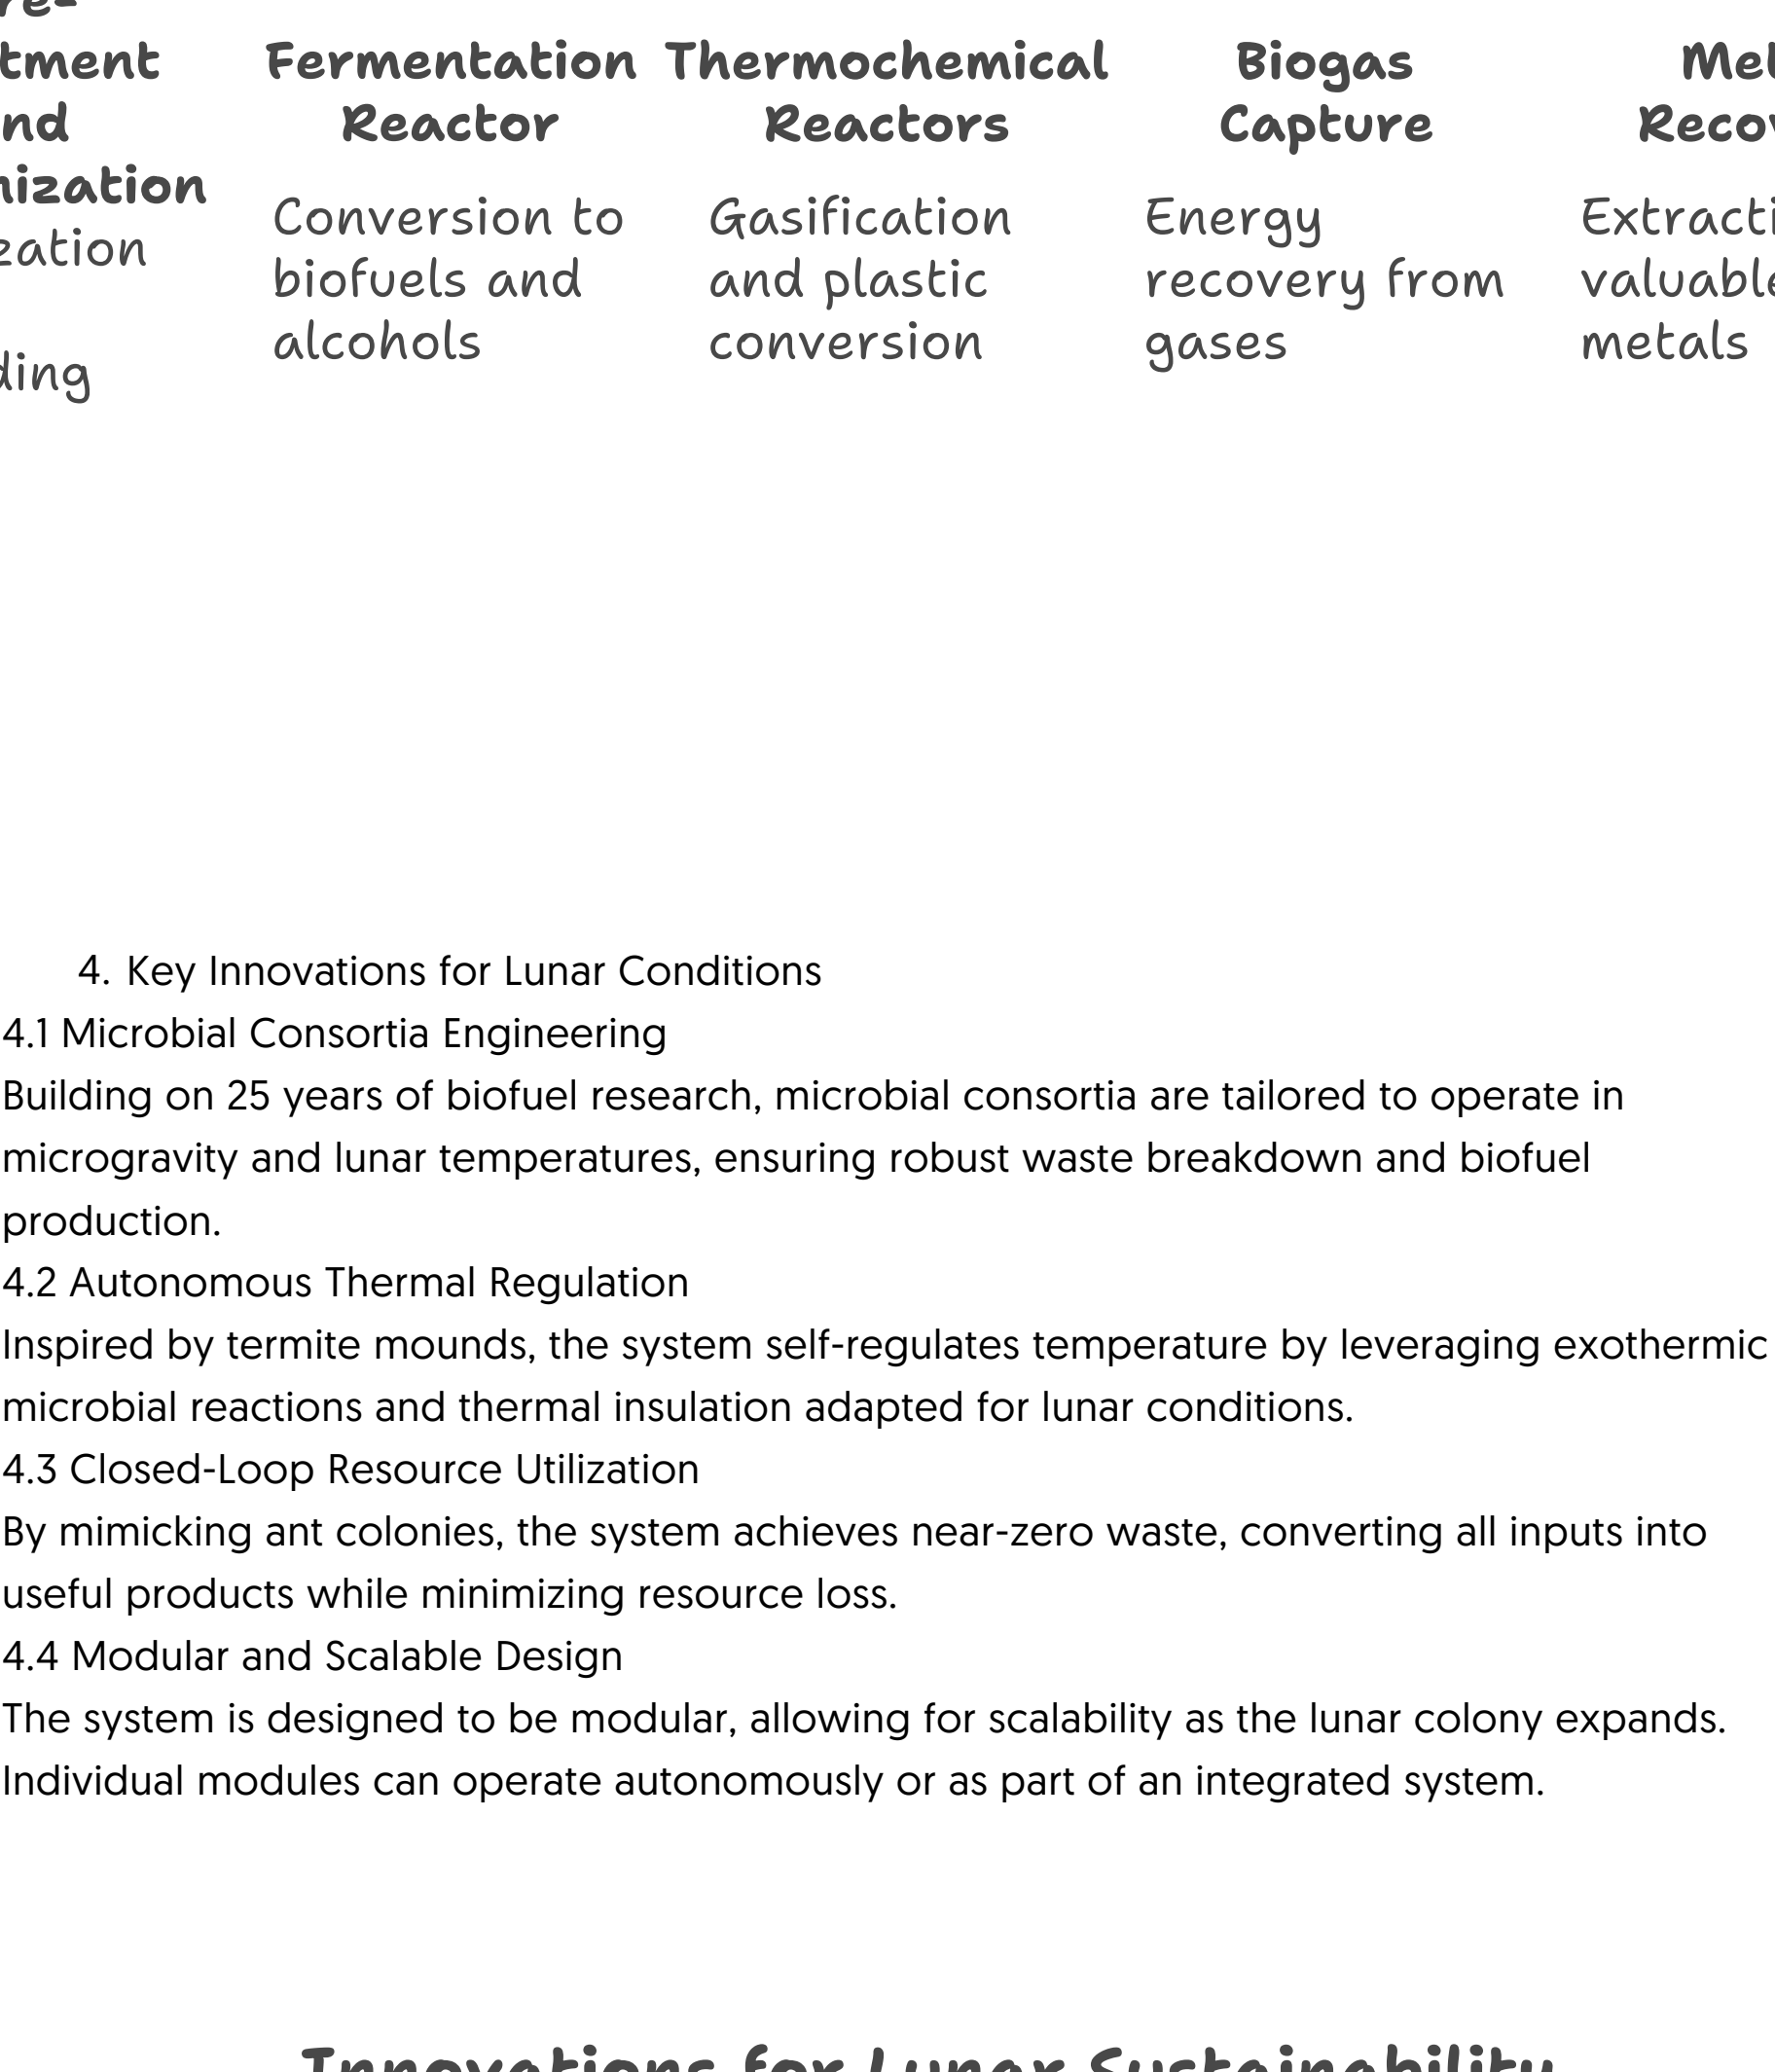 Fermentation Thermochemical Biogas
Reactor Reactors Capture
Conversion to Gasification Energy
biofuels and and plastic recovery from
alcohols conversion gases metals
4. Key Innovations for Lunar Conditions
4.1 Microbial Consortia Engineering
Building on 25 years of biofuel research, microbial consortia are tailored to operate in
microgravity and lunar temperatures, ensuring robust waste breakdown and biofuel
production.
4.2 Autonomous Thermal Regulation
Inspired by termite mounds, the system self-regulates temperature by leveraging exothermic
microbial reactions and thermal insulation adapted for lunar conditions.
4.3 Closed-Loop Resource Utilization
By mimicking ant colonies, the system achieves near-zero waste, converting all inputs into
useful products while minimizing resource loss.
4.4 Modular and Scalable Design
The system is designed to be modular, allowing for scalability as the lunar colony expands.
Individual modules can operate autonomously or as part of an integrated system.
Innovations for Lunar Sustainability